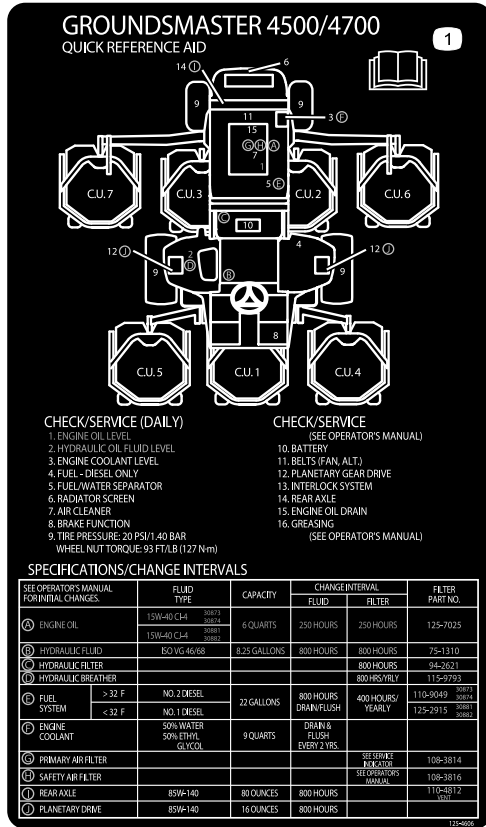 GROUNDSMASTER 4500/4700
QUICK REFERENCE AID
1
14 I
6
9
9
11
15
3 F
G H A
7
1
5 E
C.U. 7
C.U. 3
C.U. 2
C.U. 6
C
10
12 J
2
D
4
12 J
9
B
9
8
C.U. 5
C.U. 1
C.U. 4
CHECK/SERVICE (DAILY)
1. ENGINE OIL LEVEL
2. HYDRAULIC OIL FLUID LEVEL
3. ENGINE COOLANT LEVEL
4. FUEL - DIESEL ONLY
5. FUEL/WATER SEPARATOR
6. RADIATOR SCREEN
7. AIR CLEANER
8. BRAKE FUNCTION
9. TIRE PRESSURE: 20 PSI/1.40 BAR
WHEEL NUT TORQUE: 93 FT/LB (127 N·m)
CHECK/SERVICE
(SEE OPERATOR'S MANUAL)
10. BATTERY
11. BELTS (FAN, ALT.)
12. PLANETARY GEAR DRIVE
13. INTERLOCK SYSTEM
14. REAR AXLE
15. ENGINE OIL DRAIN
16. GREASING
(SEE OPERATOR'S MANUAL)
SPECIFICATIONS/CHANGE INTERVALS
SEE OPERATOR'S MANUAL FOR INITIAL CHANGES. FLUID TYPE CAPACITY CHANGE INTERVAL FLUID FILTER FILTER PART NO.
A ENGINE OIL 15W-40 CJ-4 30873 30874 15W-40 CI-4 30881 30882 6 QUARTS 250 HOURS 250 HOURS 125-7025
B HYDRAULIC FLUID ISO VG 46/68 8.25 GALLONS 800 HOURS 800 HOURS 75-1310
C HYDRAULIC FILTER 800 HOURS 94-2621
D HYDRAULIC BREATHER 800 HRS/YRLY 115-9793
E FUEL SYSTEM > 32 F NO. 2 DIESEL 22 GALLONS 800 HOURS DRAIN/FLUSH 400 HOURS/ YEARLY 110-9049 30873 30874
< 32 F NO. 1 DIESEL 125-2915 30881 30882
F ENGINE COOLANT 50% WATER 50% ETHYL GLYCOL 9 QUARTS DRAIN & FLUSH EVERY 2 YRS.
G PRIMARY AIR FILTER SEE SERVICE INDICATOR 108-3814
H SAFETY AIR FILTER SEE OPERATOR'S MANUAL 108-3816
I REAR AXLE 85W-140 80 OUNCES 800 HOURS 110-4812 VENT
J PLANETARY DRIVE 85W-140 16 OUNCES 800 HOURS
125-4606